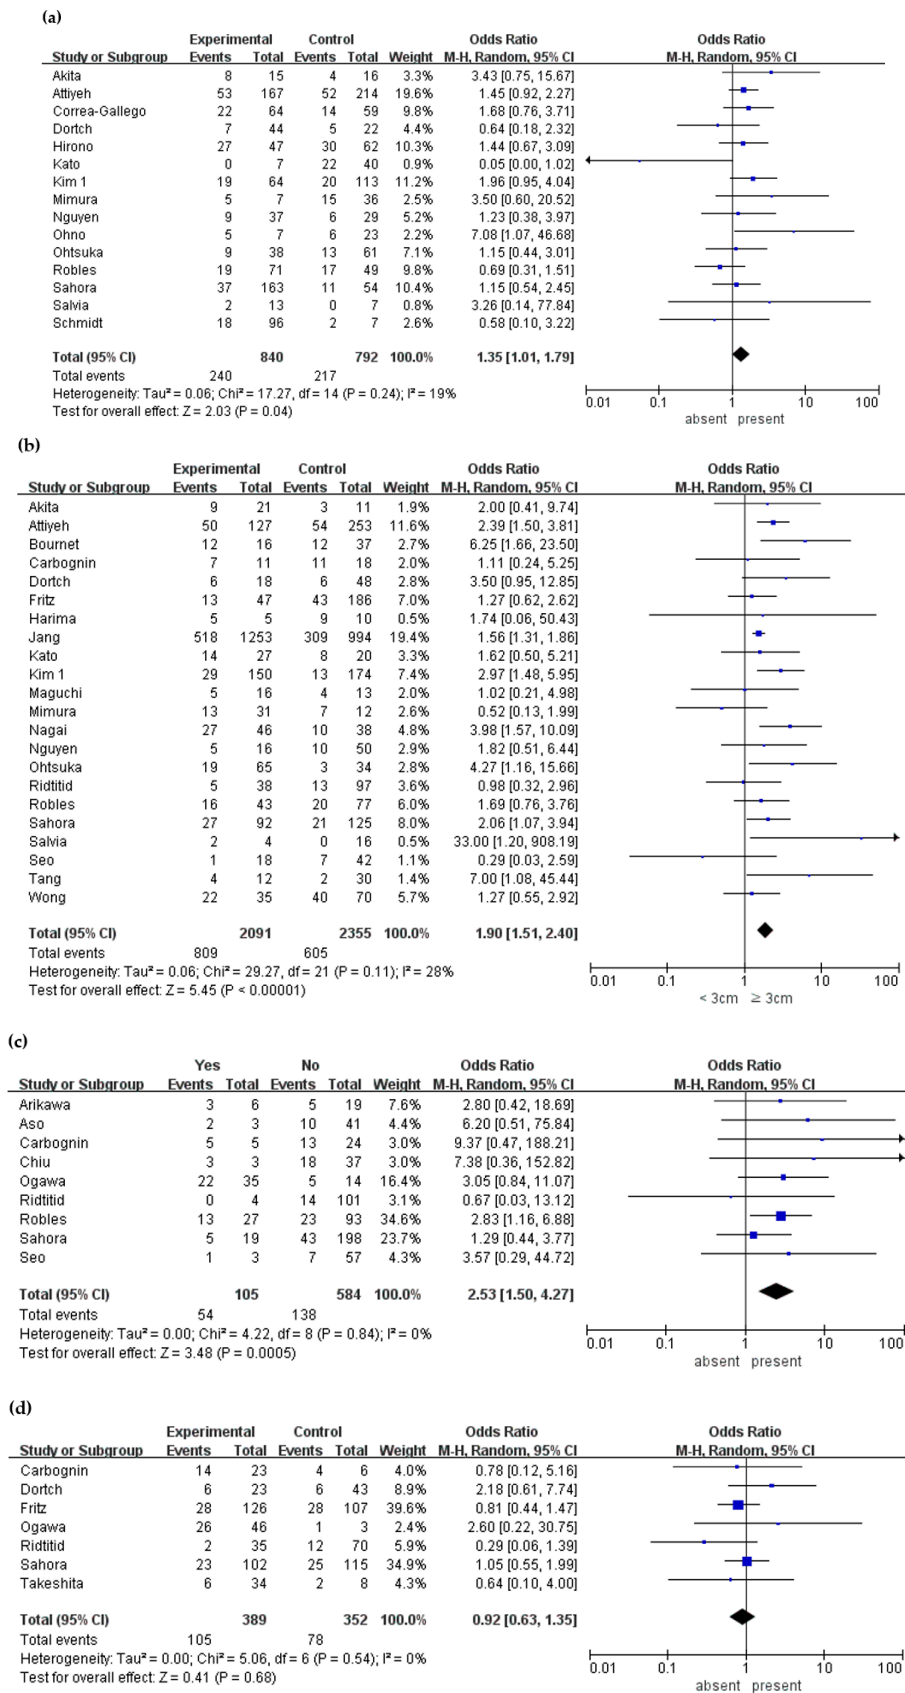 (a)
Experimental Control Odds Ratio Odds Ratio
Study or Subgroup Events Total Events Total Weight M-H, Random, 95% CI M-H, Random, 95% CI
Akita 8 15 4 16 3.3% 3.43 [0.75, 15.67]
Attiyeh 53 167 52 214 19.6% 1.45 [0.92, 2.27]
Correa-Gallego 22 64 14 59 9.8% 1.68 [0.76, 3.71]
Dortch 7 44 5 22 4.4% 0.64 [0.18, 2.32]
Hirono 27 47 30 62 10.3% 1.44 [0.67, 3.09]
Kato 0 7 22 40 0.9% 0.05 [0.00, 1.02]
Kim 1 19 64 20 113 11.2% 1.96 [0.95, 4.04]
Mimura 5 7 15 36 2.5% 3.50 [0.60, 20.52]
Nguyen 9 37 6 29 5.2% 1.23 [0.38, 3.97]
Ohno 5 7 6 23 2.2% 7.08 [1.07, 46.68]
Ohtsuka 9 38 13 61 7.1% 1.15 [0.44, 3.01]
Robles 19 71 17 49 9.8% 0.69 [0.31, 1.51]
Sahora 37 163 11 54 10.4% 1.15 [0.54, 2.45]
Salvia 2 13 0 7 0.8% 3.26 [0.14, 77.84]
Schmidt 18 96 2 7 2.6% 0.58 [0.10, 3.22]
Total (95% CI) 840 792 100.0% 1.35 [1.01, 1.79]
Total events 240 217
Heterogeneity: Tau² = 0.06; Chi² = 17.27, df = 14 (P = 0.24); I² = 19%
Test for overall effect: Z = 2.03 (P = 0.04)
0.01 0.1 1 10 100
absent present
(b)
Experimental Control Odds Ratio Odds Ratio
Study or Subgroup Events Total Events Total Weight M-H, Random, 95% CI M-H, Random, 95% CI
Akita 9 21 3 11 1.9% 2.00 [0.41, 9.74]
Attiyeh 50 127 54 253 11.6% 2.39 [1.50, 3.81]
Bournet 12 16 12 37 2.7% 6.25 [1.66, 23.50]
Carbognin 7 11 11 18 2.0% 1.11 [0.24, 5.25]
Dortch 6 18 6 48 2.8% 3.50 [0.95, 12.85]
Fritz 13 47 43 186 7.0% 1.27 [0.62, 2.62]
Harima 5 5 9 10 0.5% 1.74 [0.06, 50.43]
Jang 518 1253 309 994 19.4% 1.56 [1.31, 1.86]
Kato 14 27 8 20 3.3% 1.62 [0.50, 5.21]
Kim 1 29 150 13 174 7.4% 2.97 [1.48, 5.95]
Maguchi 5 16 4 13 2.0% 1.02 [0.21, 4.98]
Mimura 13 31 7 12 2.6% 0.52 [0.13, 1.99]
Nagai 27 46 10 38 4.8% 3.98 [1.57, 10.09]
Nguyen 5 16 10 50 2.9% 1.82 [0.51, 6.44]
Ohtsuka 19 65 3 34 2.8% 4.27 [1.16, 15.66]
Ridtitid 5 38 13 97 3.6% 0.98 [0.32, 2.96]
Robles 16 43 20 77 6.0% 1.69 [0.76, 3.76]
Sahora 27 92 21 125 8.0% 2.06 [1.07, 3.94]
Salvia 2 4 0 16 0.5% 33.00 [1.20, 908.19]
Seo 1 18 7 42 1.1% 0.29 [0.03, 2.59]
Tang 4 12 2 30 1.4% 7.00 [1.08, 45.44]
Wong 22 35 40 70 5.7% 1.27 [0.55, 2.92]
Total (95% CI) 2091 2355 100.0% 1.90 [1.51, 2.40]
Total events 809 605
Heterogeneity: Tau² = 0.06; Chi² = 29.27, df = 21 (P = 0.11); I² = 28%
Test for overall effect: Z = 5.45 (P < 0.00001)
0.01 0.1 1 10 100
< 3cm ≥ 3cm
(c)
Yes No Odds Ratio Odds Ratio
Study or Subgroup Events Total Events Total Weight M-H, Random, 95% CI M-H, Random, 95% CI
Arikawa 3 6 5 19 7.6% 2.80 [0.42, 18.69]
Aso 2 3 10 41 4.3% 6.20 [0.51, 75.84]
Carbognin 5 5 13 24 3.0% 9.37 [0.47, 188.21]
Chiu 3 3 18 37 3.0% 7.38 [0.36, 152.82]
Ogawa 22 35 5 14 16.4% 3.05 [0.84, 11.07]
Ridtitid 0 4 14 101 3.1% 0.67 [0.03, 13.12]
Robles 13 27 23 93 34.6% 2.83 [1.16, 6.88]
Sahora 5 19 43 198 23.7% 1.29 [0.44, 3.77]
Seo 1 3 7 57 4.3% 3.57 [0.29, 44.72]
Total (95% CI) 105 584 100.0% 2.53 [1.50, 4.27]
Total events 54 138
Heterogeneity: Tau² = 0.00; Chi² = 4.22, df = 8 (P = 0.84); I² = 0%
Test for overall effect: Z = 3.48 (P = 0.0005)
0.01 0.1 1 10 100
absent present
(d)
Experimental Control Odds Ratio Odds Ratio
Study or Subgroup Events Total Events Total Weight M-H, Random, 95% CI M-H, Random, 95% CI
Carbognin 14 23 4 6 4.0% 0.78 [0.12, 5.16]
Dortch 6 23 6 43 8.9% 2.18 [0.61, 7.74]
Fritz 28 126 28 107 39.6% 0.81 [0.44, 1.47]
Ogawa 26 46 1 3 2.4% 2.60 [0.22, 30.75]
Ridtitid 2 35 12 70 5.9% 0.29 [0.06, 1.39]
Sahora 23 102 25 115 34.9% 1.05 [0.55, 1.99]
Takeshita 6 34 2 8 4.3% 0.64 [0.10, 4.00]
Total (95% CI) 389 352 100.0% 0.92 [0.63, 1.35]
Total events 105 78
Heterogeneity: Tau² = 0.00; Chi² = 5.06, df = 6 (P = 0.54); I² = 0%
Test for overall effect: Z = 0.41 (P = 0.68)
0.01 0.1 1 10 100
absent present